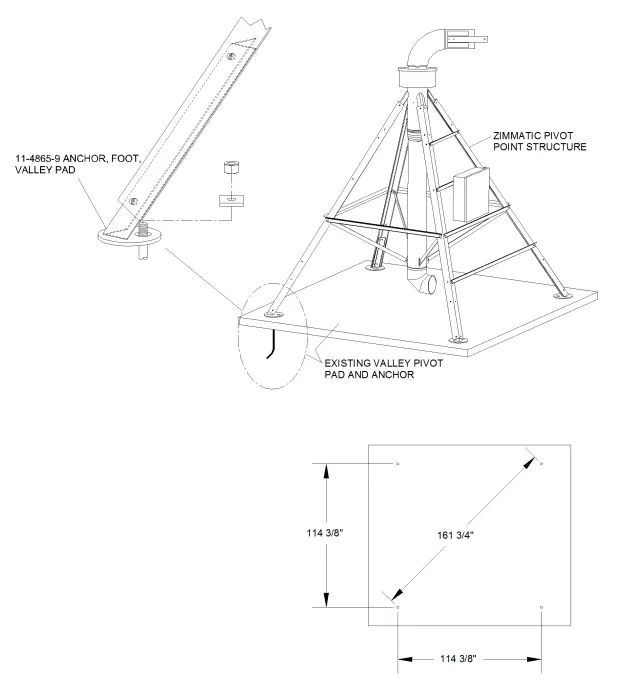 ZIMMATIC PIVOT
POINT STRUCTURE
11-4865-9 ANCHOR, FOOT,
VALLEY PAD
EXISTING VALLEY PIVOT
PAD AND ANCHOR
114 3/8"
161 3/4"
114 3/8"